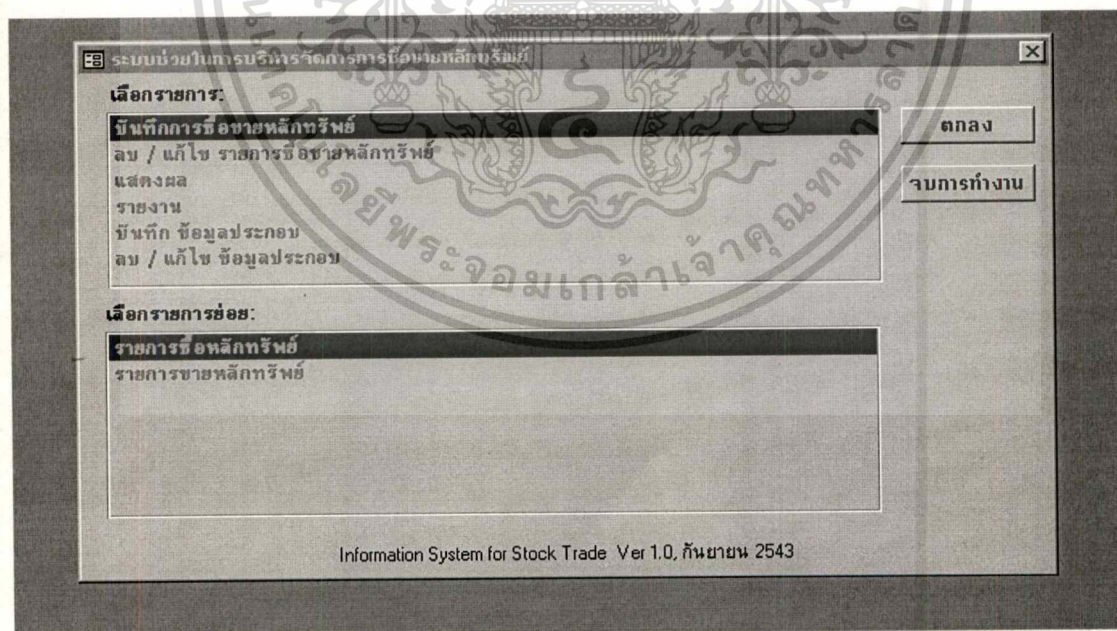 ระบบช่วยในการบริหารจัดการการซื้อขายหลักทรัพย์
เลือกรายการ:
บันทึกการซื้อขายหลักทรัพย์
ลบ / แก้ไข รายการซื้อขายหลักทรัพย์
แสดงผล
รายงาน
บันทึก ข้อมูลประกอบ
ลบ / แก้ไข ข้อมูลประกอบ
ตกลง
จบการทำงาน
เลือกรายการย่อย:
รายการซื้อหลักทรัพย์
รายการขายหลักทรัพย์
Information System for Stock Trade Ver 1.0, กันยายน 2543